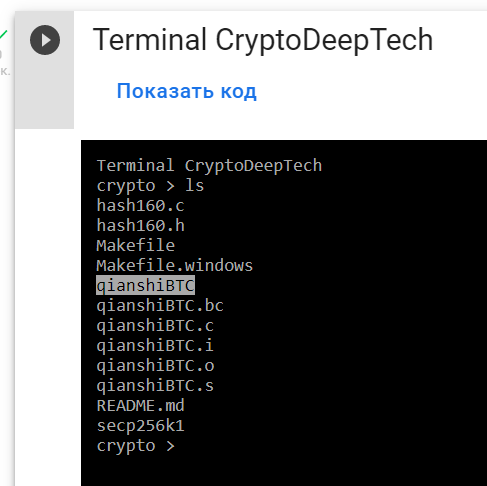 Terminal CryptoDeepTech
Показать код
Terminal CryptoDeepTech
crypto > ls
hash160.c
hash160.h
Makefile
Makefile.windows
qianshiBTC
qianshiBTC.bc
qianshiBTC.c
qianshiBTC.i
qianshiBTC.o
qianshiBTC.s
README.md
secp256k1
crypto >